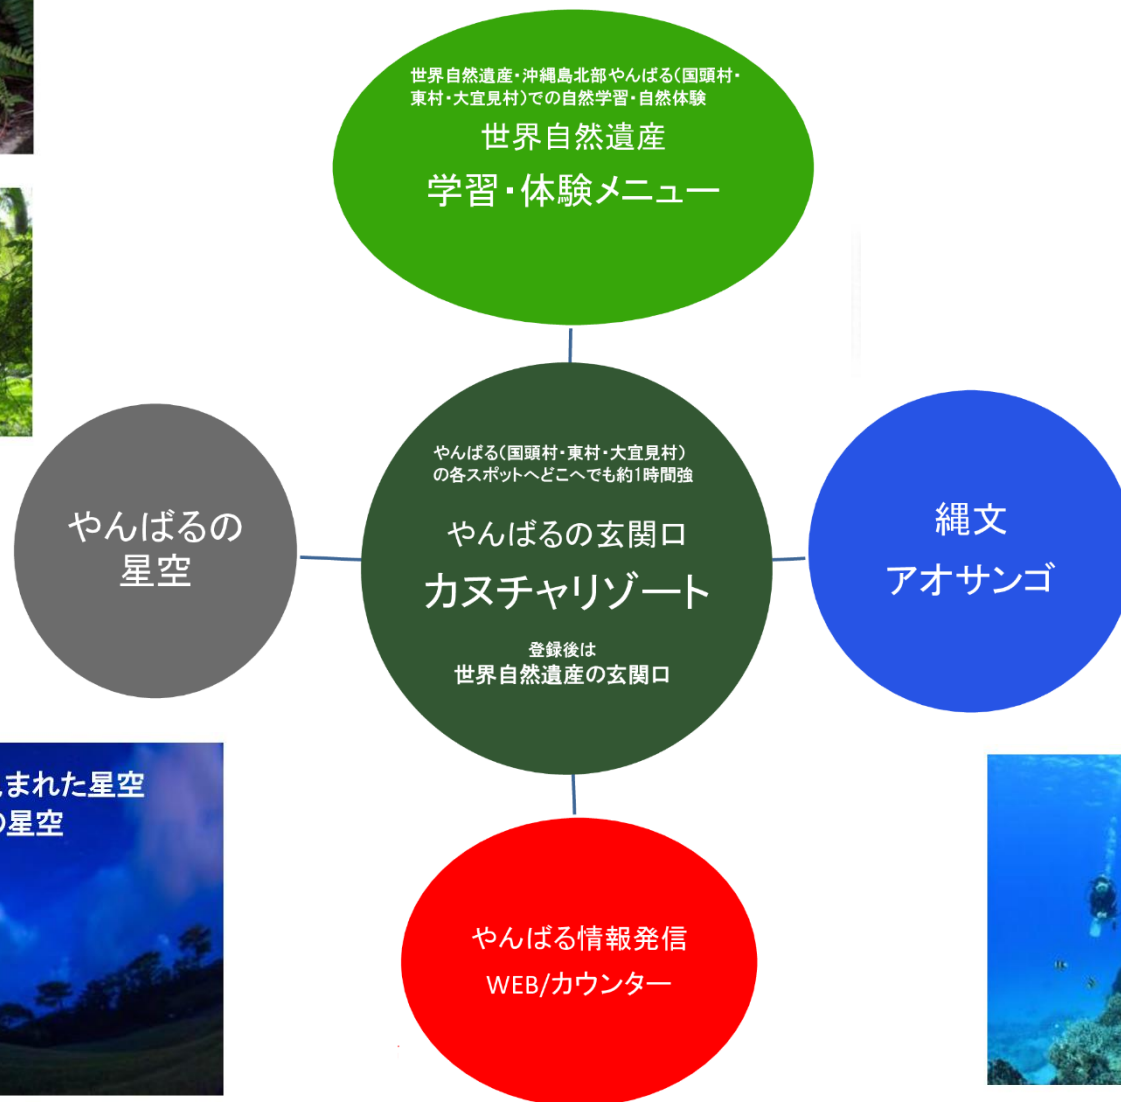 世界自然遺産・沖縄島北部やんばる(国頭村・
東村・大宜見村)での自然学習・自然体験
世界自然遺産
学習・体験メニュー
やんばるの
星空
やんばる(国頭村・東村・大宜見村)
の各スポットへどこへでも約1時間強
やんばるの玄関口
カヌチャリゾート
登録後は
世界自然遺産の玄関口
縄文
アオサンゴ
まれた星空
の星空
やんばる情報発信
WEB/カウンター